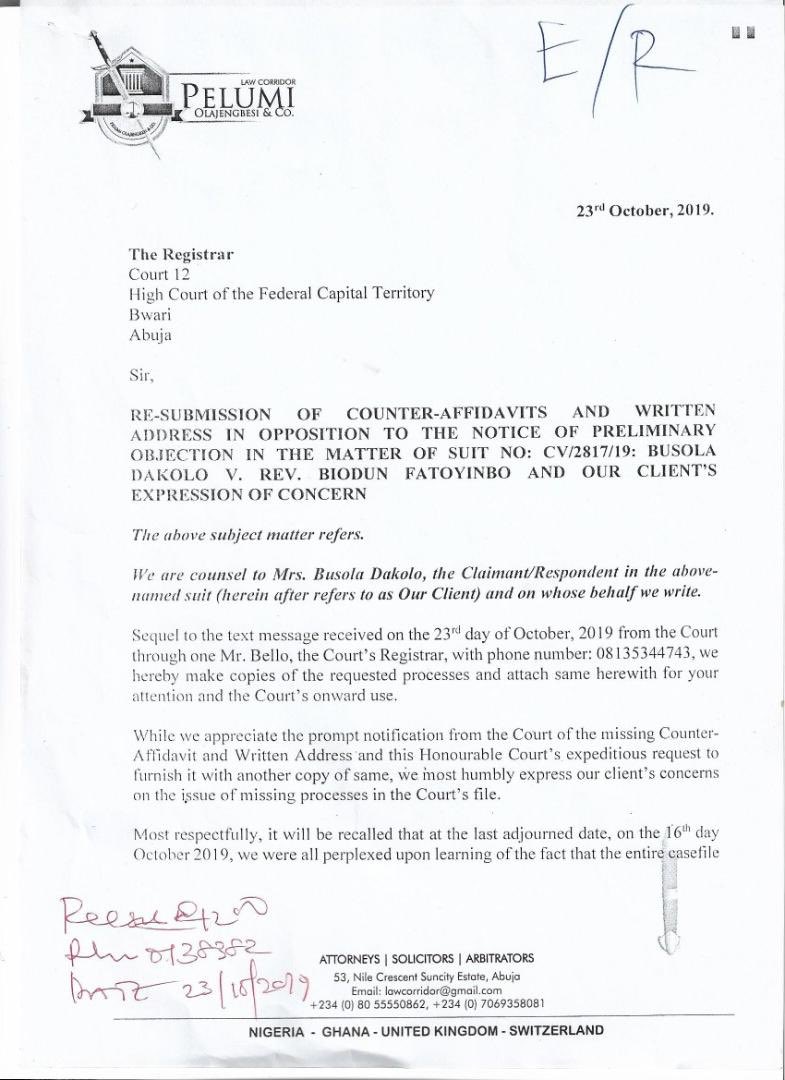 E/R
LAW CORRIDOR
PELUMI
OLAJENGBESI & CO.
23rd October, 2019.
The Registrar
Court 12
High Court of the Federal Capital Territory
Bwari
Abuja
Sir,
RE-SUBMISSION OF COUNTER-AFFIDAVITS AND WRITTEN
ADDRESS IN OPPOSITION TO THE NOTICE OF PRELIMINARY
OBJECTION IN THE MATTER OF SUIT NO: CV/2817/19: BUSOLA
DAKOLO V. REV. BIODUN FATOYINBO AND OUR CLIENT'S
EXPRESSION OF CONCERN
The above subject matter refers.
We are counsel to Mrs. Busola Dakolo, the Claimant/Respondent in the above-
named suit (herein after refers to as Our Client) and on whose behalf we write.
Sequel to the text message received on the 23rd day of October, 2019 from the Court
through one Mr. Bello, the Court's Registrar, with phone number: 08135344743, we
hereby make copies of the requested processes and attach same herewith for your
attention and the Court's onward use.
While we appreciate the prompt notification from the Court of the missing Counter-
Affidavit and Written Address and this Honourable Court's expeditious request to
furnish it with another copy of same, we most humbly express our client's concerns
on the issue of missing processes in the Court's file.
Most respectfully, it will be recalled that at the last adjourned date, on the 16th day
October 2019, we were all perplexed upon learning of the fact that the entire casefile
23/10/2019
ATTORNEYS | SOLICITORS | ARBITRATORS
53, Nile Crescent Suncity Estate, Abuja
Email: lawcorridor@gmail.com
+234 (0) 80 55550862, +234 (0) 7069358081
NIGERIA - GHANA - UNITED KINGDOM - SWITZERLAND